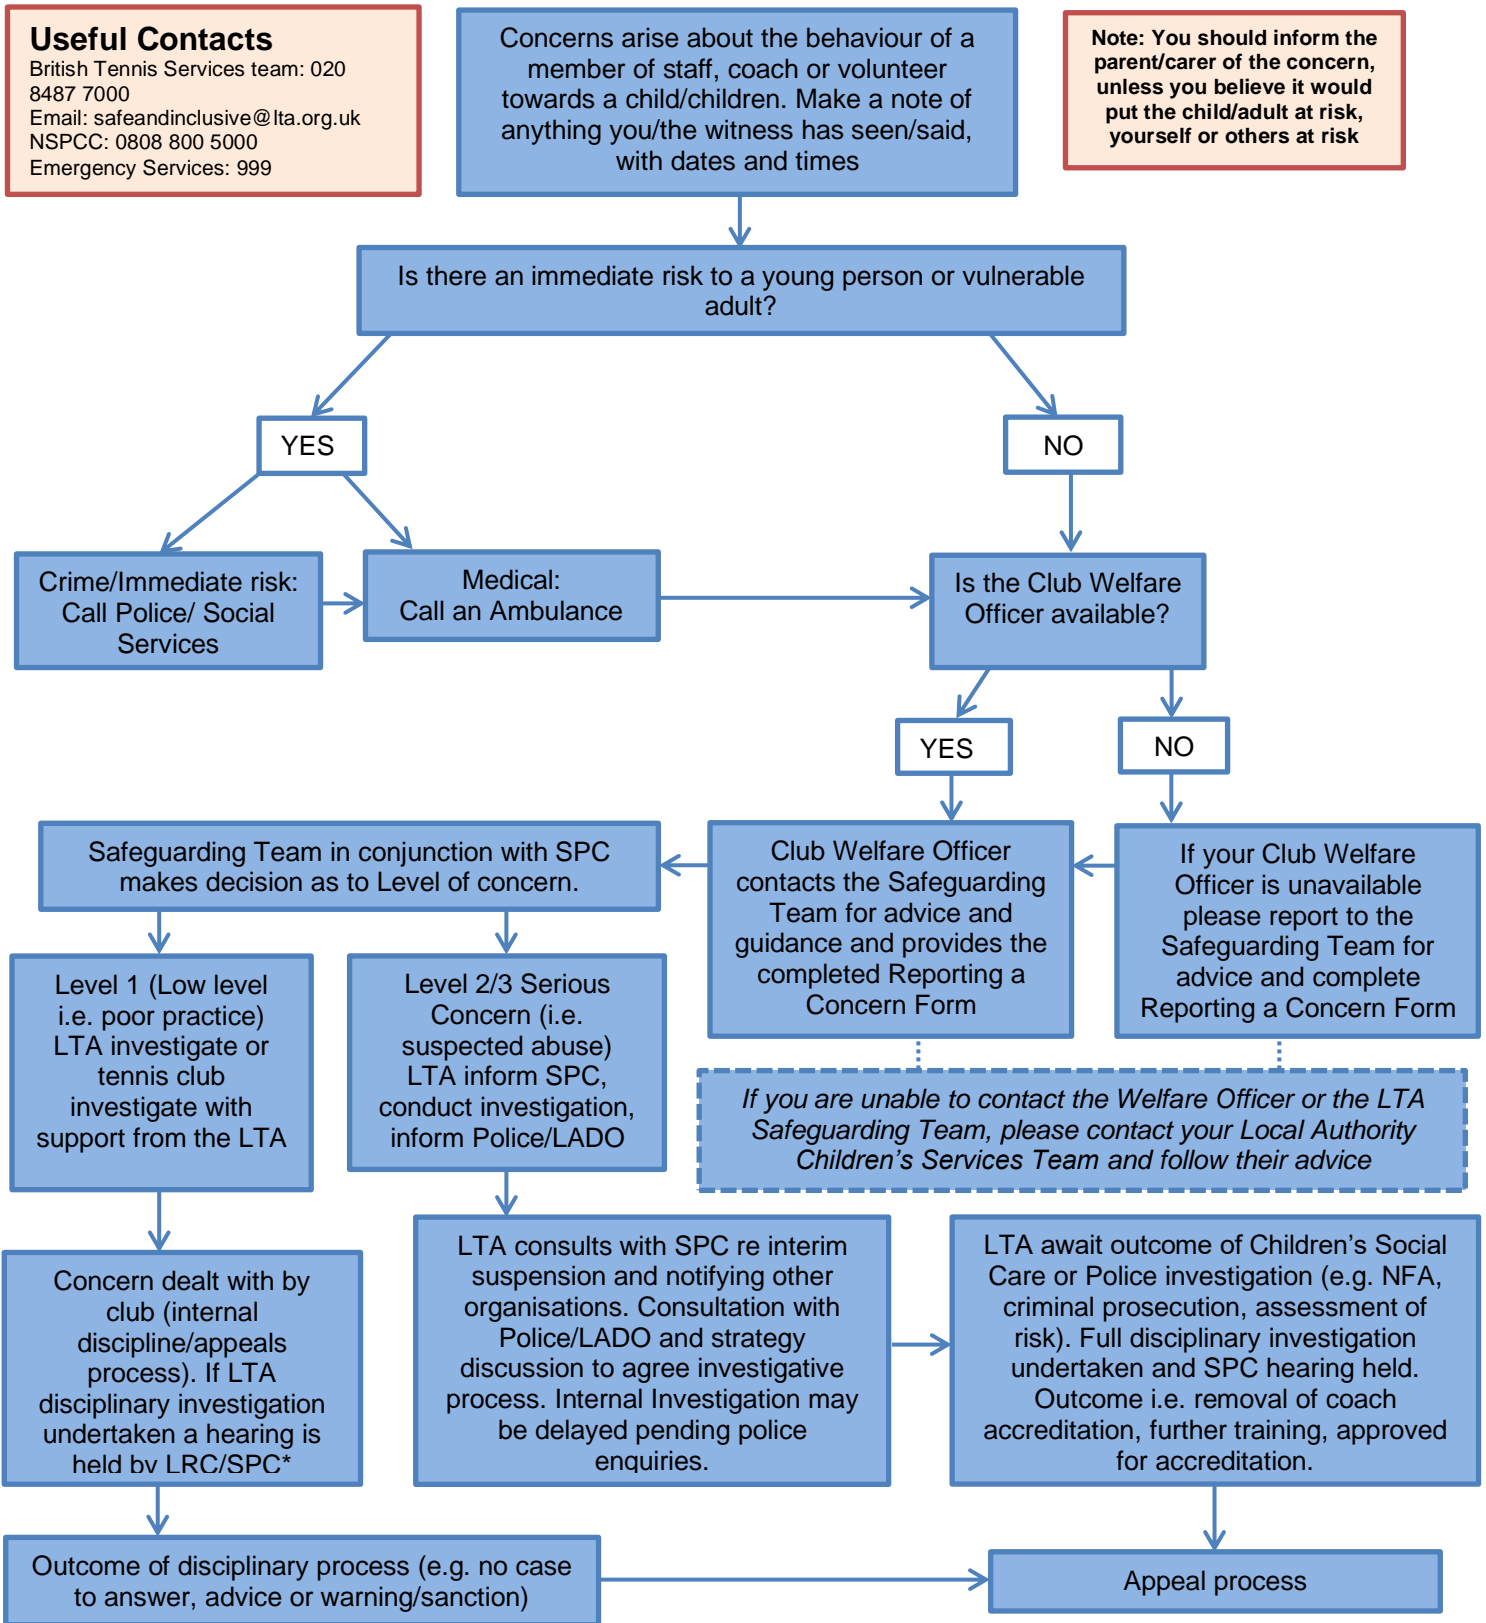 Useful Contacts
British Tennis Services team: 020
8487 7000
Email: safeandinclusive@lta.org.uk
NSPCC: 0808 800 5000
Emergency Services: 999
Concerns arise about the behaviour of a
member of staff, coach or volunteer
towards a child/children. Make a note of
anything you/the witness has seen/said,
with dates and times
Note: You should inform the
parent/carer of the concern,
unless you believe it would
put the child/adult at risk,
yourself or others at risk
Is there an immediate risk to a young person or vulnerable
adult?
YES
NO
Crime/Immediate risk:
Call Police/ Social
Services
Medical:
Call an Ambulance
Is the Club Welfare
Officer available?
YES
NO
Safeguarding Team in conjunction with SPC
makes decision as to Level of concern.
Club Welfare Officer
contacts the Safeguarding
Team for advice and
guidance and provides the
completed Reporting a
Concern Form
If your Club Welfare
Officer is unavailable
please report to the
Safeguarding Team for
advice and complete
Reporting a Concern Form
Level 1 (Low level
i.e. poor practice)
LTA investigate or
tennis club
investigate with
support from the LTA
Level 2/3 Serious
Concern (i.e.
suspected abuse)
LTA inform SPC,
conduct investigation,
inform Police/LADO
If you are unable to contact the Welfare Officer or the LTA
Safeguarding Team, please contact your Local Authority
Children's Services Team and follow their advice
Concern dealt with by
club (internal
discipline/appeals
process). If LTA
disciplinary investigation
undertaken a hearing is
held by LRC/SPC*
LTA consults with SPC re interim
suspension and notifying other
organisations. Consultation with
Police/LADO and strategy
discussion to agree investigative
process. Internal Investigation may
be delayed pending police
enquiries.
LTA await outcome of Children's Social
Care or Police investigation (e.g. NFA,
criminal prosecution, assessment of
risk). Full disciplinary investigation
undertaken and SPC hearing held.
Outcome i.e. removal of coach
accreditation, further training, approved
for accreditation.
Outcome of disciplinary process (e.g. no case
to answer, advice or warning/sanction)
Appeal process